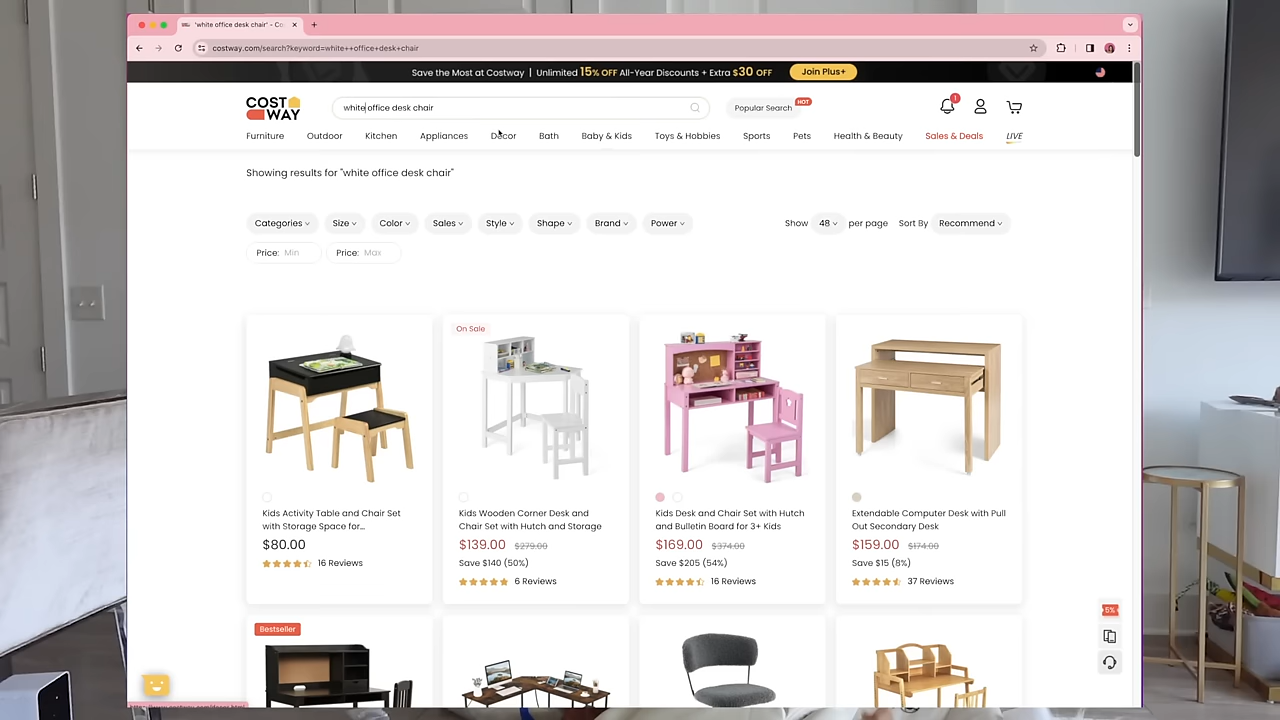 'white office desk chair' - Co
costway.com/search?keyword=white++office+desk+chair
Save the Most at Costway | Unlimited 15% OFF All-Year Discounts + Extra $30 OFF
Join Plus+
COSTWAY
white office desk chair
Popular Search
HOT
1
Furniture
Outdoor
Kitchen
Appliances
Decor
Bath
Baby & Kids
Toys & Hobbies
Sports
Pets
Health & Beauty
Sales & Deals
LIVE
Showing results for "white office desk chair"
Categories
Size
Color
Sales
Style
Shape
Brand
Power
Show 48 per page
Sort By Recommend
Price: Min
Price: Max
Kids Activity Table and Chair Set
with Storage Space for...
$80.00
16 Reviews
On Sale
Kids Wooden Corner Desk and
Chair Set with Hutch and Storage
$139.00 $279.00
Save $140 (50%)
6 Reviews
Kids Desk and Chair Set with Hutch
and Bulletin Board for 3+ Kids
$169.00 $374.00
Save $205 (54%)
16 Reviews
Extendable Computer Desk with Pull
Out Secondary Desk
$159.00 $174.00
Save $15 (8%)
37 Reviews
Bestseller
5%